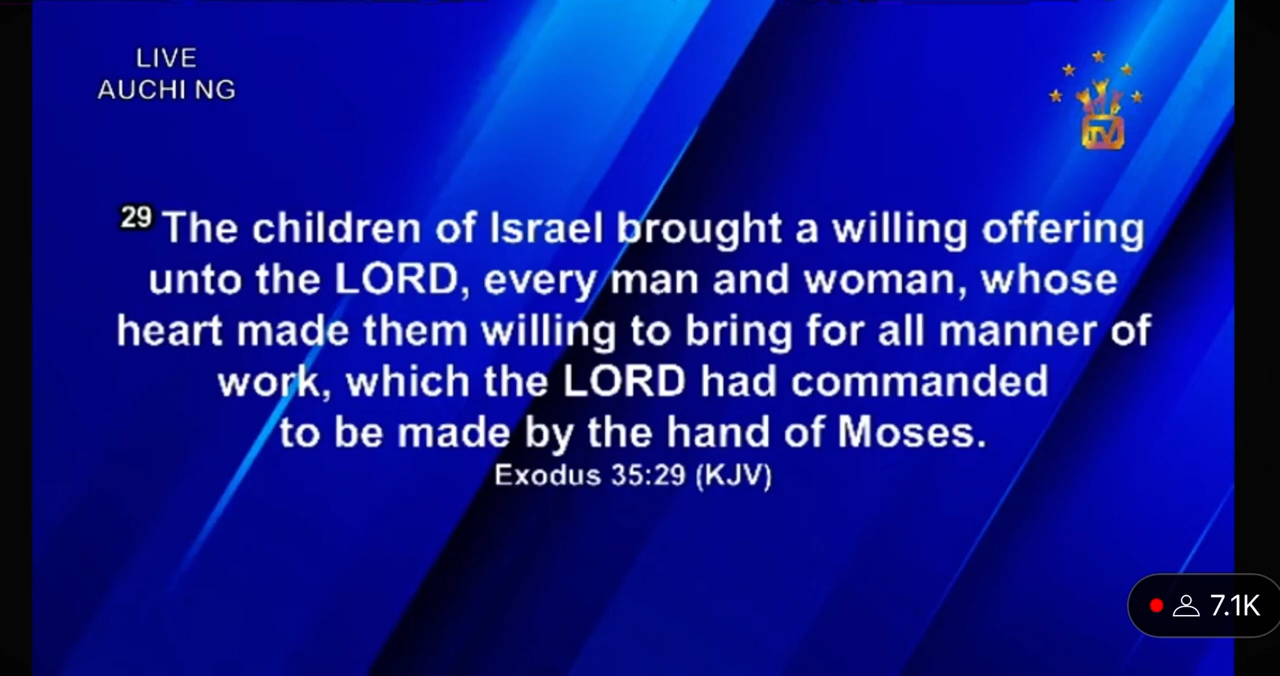 LIVE
AUCHI NG
TV
29 The children of Israel brought a willing offering
unto the LORD, every man and woman, whose
heart made them willing to bring for all manner of
work, which the LORD had commanded
to be made by the hand of Moses.
Exodus 35:29 (KJV)
7.1K